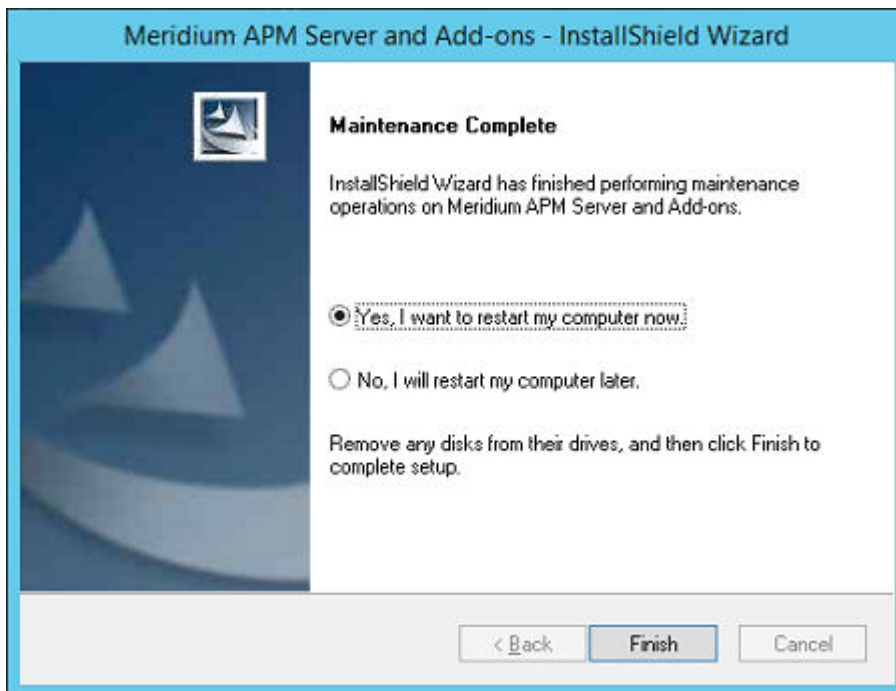 Meridium APM Server and Add-ons - InstallShield Wizard
Maintenance Complete
InstallShield Wizard has finished performing maintenance
operations on Meridium APM Server and Add-ons.
Yes, I want to restart my computer now.
No, I will restart my computer later.
Remove any disks from their drives, and then click Finish to
complete setup.
< Back
Finish
Cancel